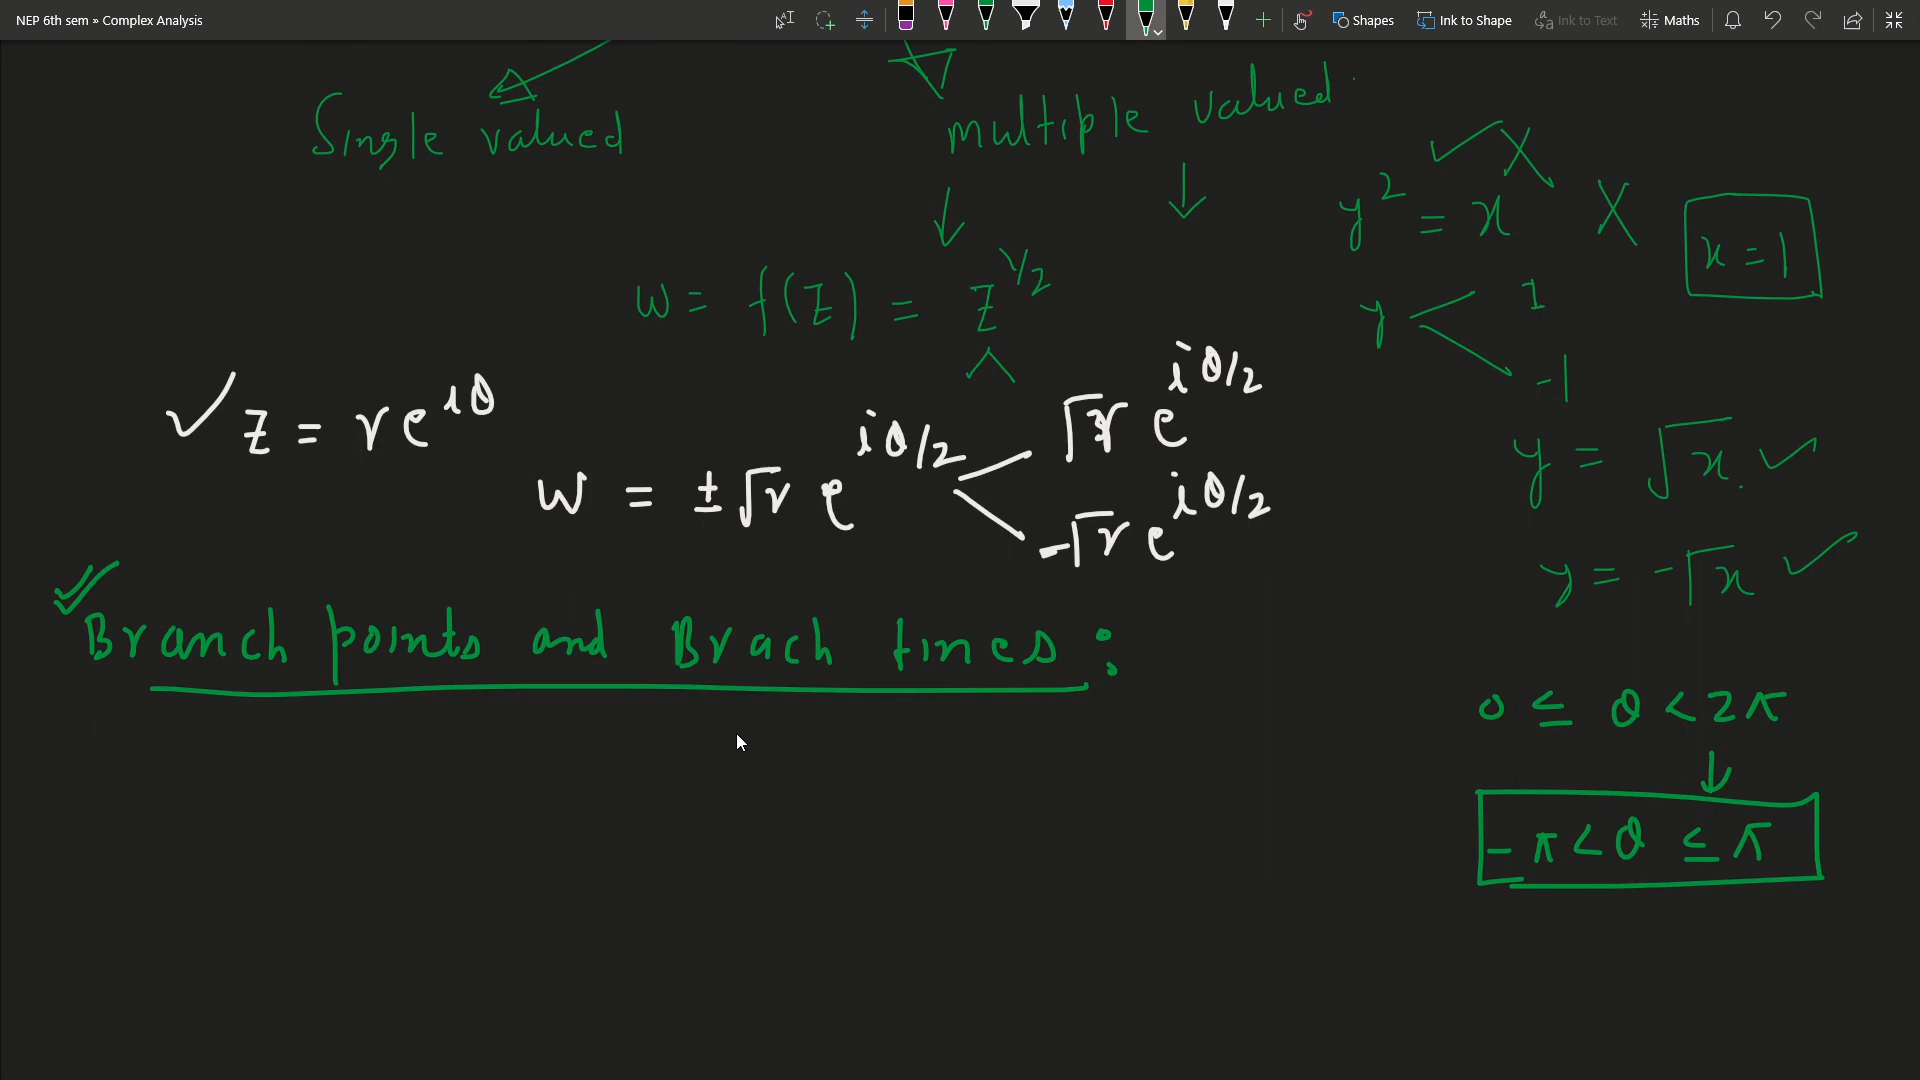 NEP 6th sem » Complex Analysis
Shapes Ink to Shape Ink to Text Maths
Single valued
multiple valued.
y² = x
x = 1
w = f(z) = z^1/2
y 1
-1
z = re^iθ
w = ±√r e^iθ/2
√r e^iθ/2
-√r e^iθ/2
y = √x.
y = -√x
Branch points and Brach lines :
0 ≤ θ < 2π
-π < θ ≤ π